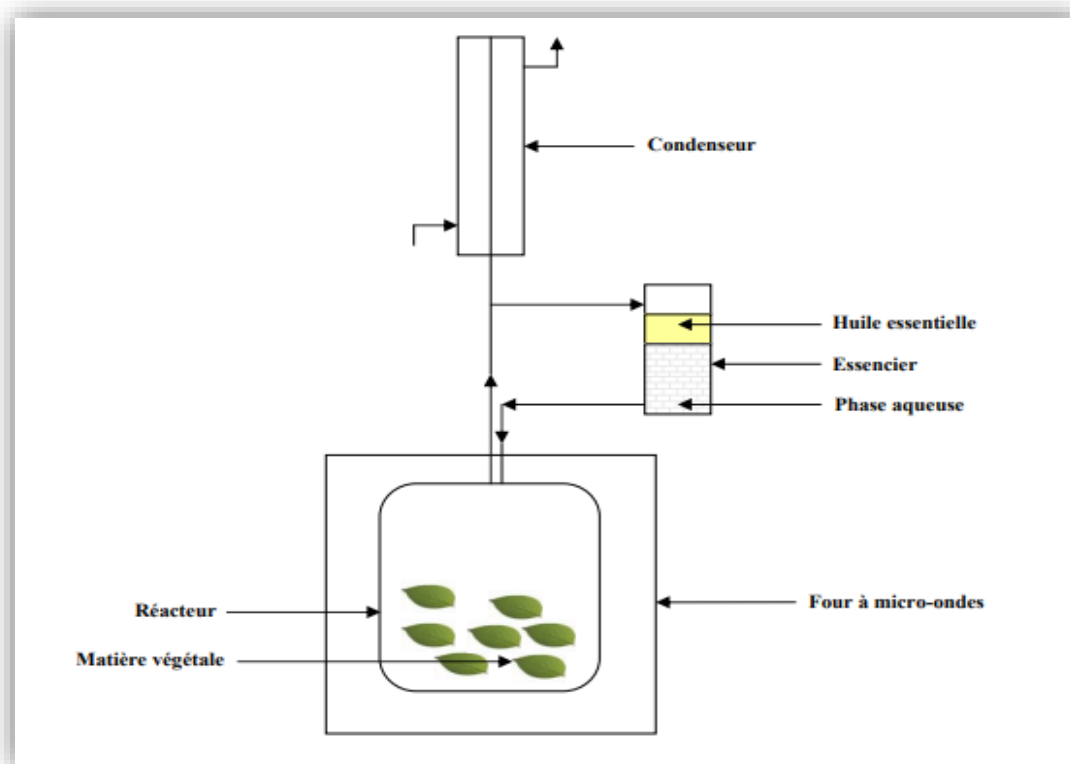 Condenseur
Huile essentielle
Essencier
Phase aqueuse
Réacteur
Four à micro-ondes
Matière végétale